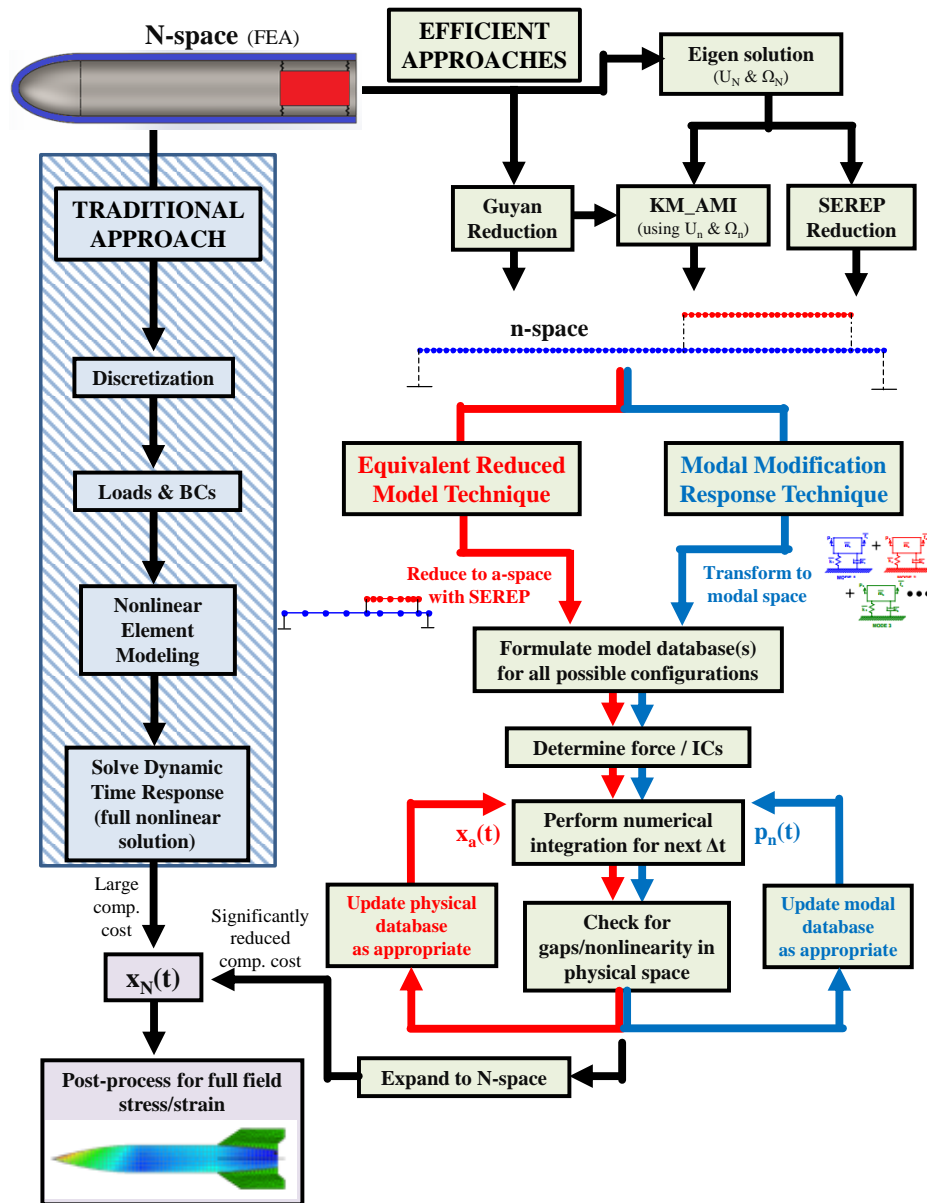 N-space (FEA)
EFFICIENT
APPROACHES
Eigen solution
(U_N & Ω_N)
TRADITIONAL
APPROACH
Guyan
Reduction
KM_AMI
(using U_n & Ω_n)
SEREP
Reduction
n-space
Discretization
Loads & BCs
Nonlinear
Element
Modeling
Solve Dynamic
Time Response
(full nonlinear
solution)
Equivalent Reduced
Model Technique
Modal Modification
Response Technique
Reduce to a-space
with SEREP
Transform to
modal space
+
+
MODE 3
•••
Formulate model database(s)
for all possible configurations
Determine force / ICs
x_a(t)
Perform numerical
integration for next Δt
p_n(t)
Update physical
database
as appropriate
Check for
gaps/nonlinearity in
physical space
Update modal
database
as appropriate
Large
comp.
cost
Significantly
reduced
comp. cost
x_N(t)
Expand to N-space
Post-process for full field
stress/strain